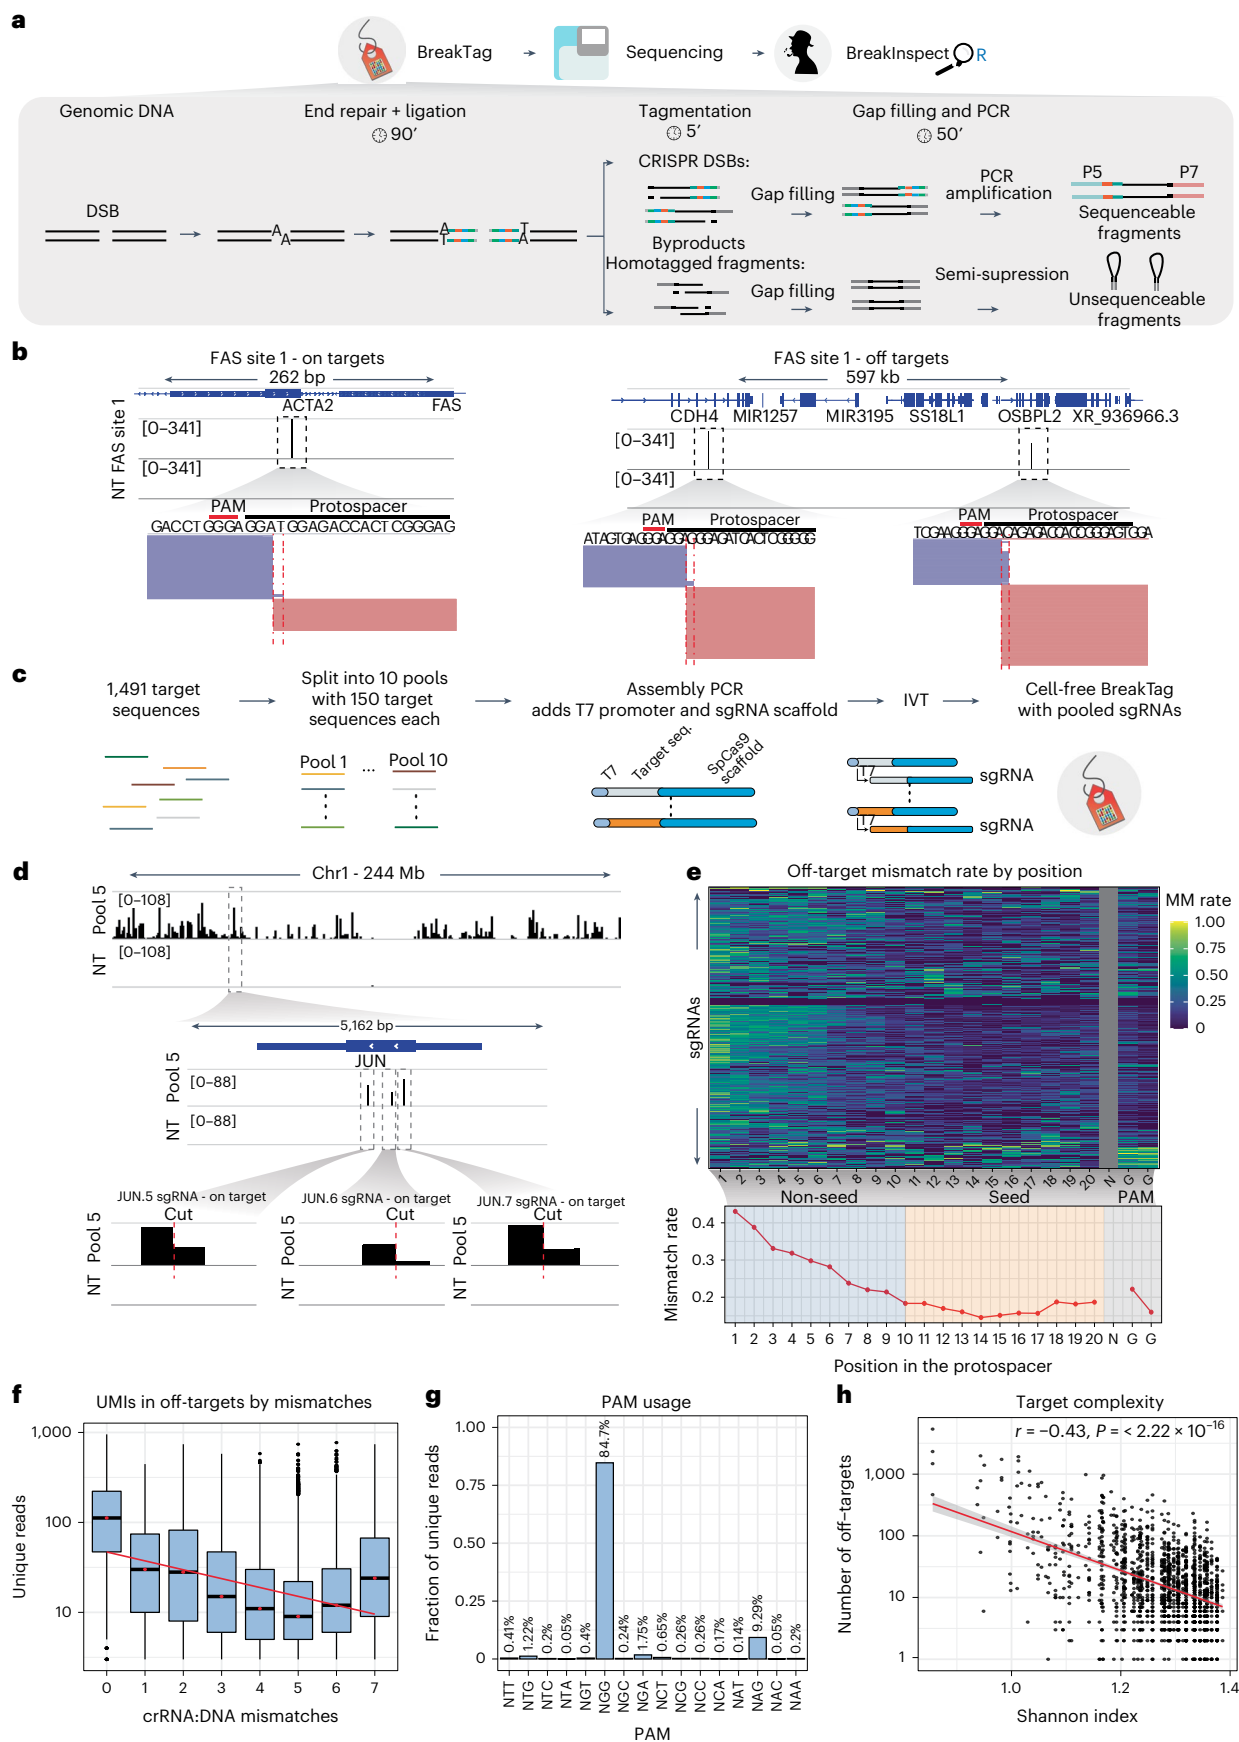 a
BreakTag
Sequencing
BreakInspect
R
Genomic DNA
End repair + ligation
90′
Tagmentation
5′
Gap filling and PCR
50′
CRISPR DSBs:
DSB
A
A
A
T
T
A
Gap filling
PCR
amplification
P5
P7
Sequenceable
fragments
Byproducts
Homotagged fragments:
Gap filling
Semi-supression
Unsequenceable
fragments
b
FAS site 1 - on targets
262 bp
ACTA2
FAS
FAS site 1
NT
[0–341]
[0–341]
PAM
Protospacer
GACCTGGGAGGATGGAGACCACTCGGGAG
FAS site 1 - off targets
597 kb
CDH4
MIR1257
MIR3195
SS18L1
OSBPL2
XR_936966.3
[0–341]
[0–341]
PAM
Protospacer
PAM
Protospacer
c
1,491 target
sequences
Split into 10 pools
with 150 target
sequences each
Assembly PCR
adds T7 promoter and sgRNA scaffold
IVT
Cell-free BreakTag
with pooled sgRNAs
Pool 1
...
Pool 10
T7
Target seq.
SpCas9
scaffold
T7
sgRNA
T7
sgRNA
d
Chr1 - 244 Mb
Pool 5
[0–108]
NT
[0–108]
5,162 bp
JUN
Pool 5
[0–88]
NT
[0–88]
JUN.5 sgRNA - on target
Cut
Pool 5
NT
JUN.6 sgRNA - on target
Cut
Pool 5
NT
JUN.7 sgRNA - on target
Cut
Pool 5
NT
e
Off-target mismatch rate by position
sgRNAs
MM rate
1.00
0.75
0.50
0.25
0
1 2 3 4 5 6 7 8 9 10 11 12 13 14 15 16 17 18 19 20 N G G
Non-seed
Seed
PAM
Mismatch rate
0.4
0.3
0.2
1 2 3 4 5 6 7 8 9 10 11 12 13 14 15 16 17 18 19 20 N G G
Position in the protospacer
f
UMIs in off-targets by mismatches
Unique reads
1,000
100
10
0 1 2 3 4 5 6 7
crRNA:DNA mismatches
g
PAM usage
Fraction of unique reads
1.00
0.75
0.50
0.25
0
0.41%
1.22%
0.2%
0.05%
0.4%
84.7%
0.24%
1.75%
0.65%
0.26%
0.26%
0.17%
0.14%
9.29%
0.05%
0.2%
NTT
NTG
NTC
NTA
NGT
NGG
NGC
NGA
NCT
NCG
NCC
NCA
NAT
NAG
NAC
NAA
PAM
h
Target complexity
r = −0.43, P = < 2.22 × 10⁻¹⁶
Number of off−targets
1,000
100
10
1
1.0
1.2
1.4
Shannon index